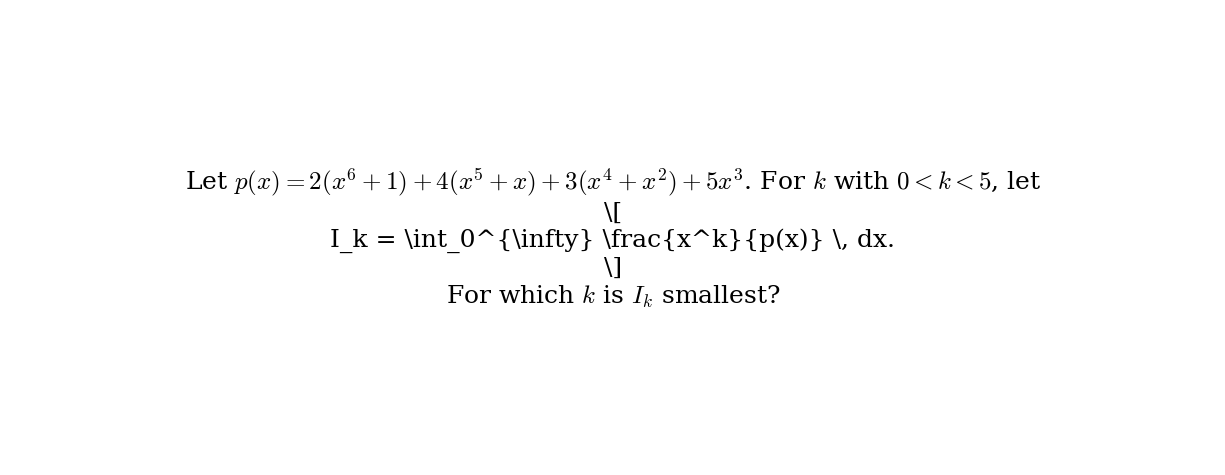 Let $p(x) = 2(x^6 + 1) + 4(x^5 + x) + 3(x^4 + x^2) + 5x^3$. For $k$ with $0 < k < 5$, let
\[
I_k = \int_0^{\infty} \frac{x^k}{p(x)} \, dx.
\]
For which $k$ is $I_k$ smallest?